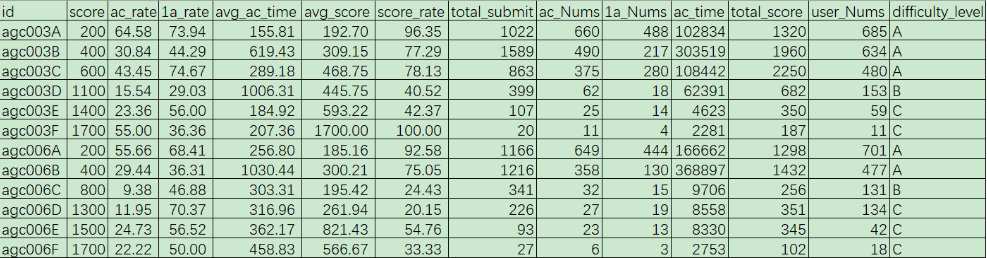 id score ac_rate 1a_rate avg_ac_time avg_score score_rate total_submit ac_Nums 1a_Nums ac_time total_score user_Nums difficulty_level
agc003A 200 64.58 73.94 155.81 192.70 96.35 1022 660 488 102834 1320 685 A
agc003B 400 30.84 44.29 619.43 309.15 77.29 1589 490 217 303519 1960 634 A
agc003C 600 43.45 74.67 289.18 468.75 78.13 863 375 280 108442 2250 480 A
agc003D 1100 15.54 29.03 1006.31 445.75 40.52 399 62 18 62391 682 153 B
agc003E 1400 23.36 56.00 184.92 593.22 42.37 107 25 14 4623 350 59 C
agc003F 1700 55.00 36.36 207.36 1700.00 100.00 20 11 4 2281 187 11 C
agc006A 200 55.66 68.41 256.80 185.16 92.58 1166 649 444 166662 1298 701 A
agc006B 400 29.44 36.31 1030.44 300.21 75.05 1216 358 130 368897 1432 477 A
agc006C 800 9.38 46.88 303.31 195.42 24.43 341 32 15 9706 256 131 B
agc006D 1300 11.95 70.37 316.96 261.94 20.15 226 27 19 8558 351 134 C
agc006E 1500 24.73 56.52 362.17 821.43 54.76 93 23 13 8330 345 42 C
agc006F 1700 22.22 50.00 458.83 566.67 33.33 27 6 3 2753 102 18 C